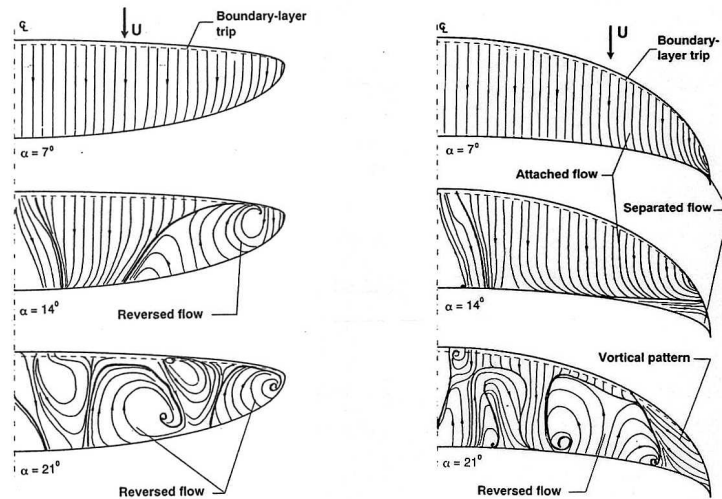 ℄
U
Boundary-layer
trip
α = 7°
α = 14°
Reversed flow
α = 21°
Reversed flow
℄
U
Boundary-
layer trip
α = 7°
Attached flow
Separated flow
α = 14°
Vortical pattern
α = 21°
Reversed flow